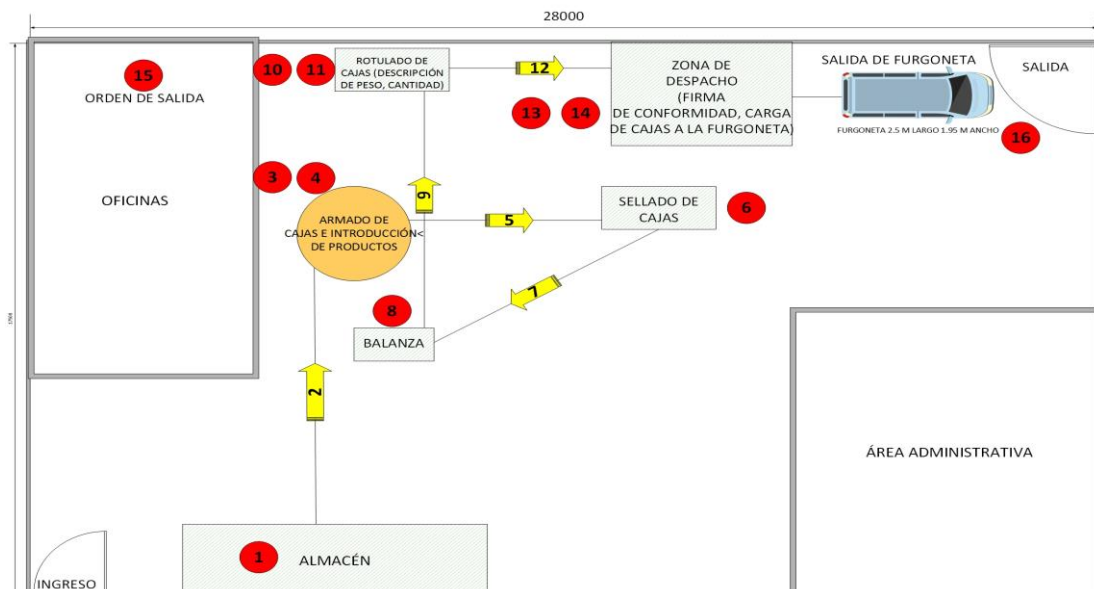 28000
15
ORDEN DE SALIDA
OFICINAS
10
11
ROTULADO DE
CAJAS (DESCRIPCIÓN
DE PESO, CANTIDAD)
12
13
14
ZONA DE
DESPACHO
(FIRMA
DE CONFORMIDAD, CARGA
DE CAJAS A LA FURGONETA)
SALIDA DE FURGONETA
FURGONETA 2.5 M LARGO 1.95 M ANCHO
SALIDA
16
3
4
ARMADO DE
CAJAS E INTRODUCCIÓN<
DE PRODUCTOS
9
5
SELLADO DE
CAJAS
6
7
8
BALANZA
2
ÁREA ADMINISTRATIVA
1
ALMACÉN
INGRESO